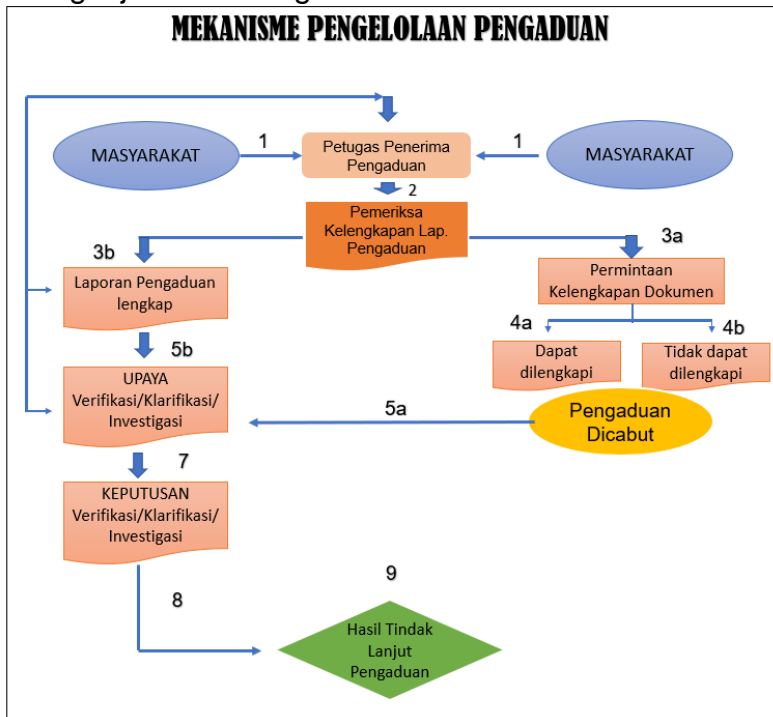 MEKANISME PENGELOLAAN PENGADUAN
MASYARAKAT
1
Petugas Penerima
Pengaduan
1
MASYARAKAT
2
Pemeriksa
Kelengkapan Lap.
Pengaduan
3b
3a
Laporan Pengaduan
lengkap
Permintaan
Kelengkapan Dokumen
4a
4b
5b
Dapat
dilengkapi
Tidak dapat
dilengkapi
UPAYA
Verifikasi/Klarifikasi/
Investigasi
5a
Pengaduan
Dicabut
7
KEPUTUSAN
Verifikasi/Klarifikasi/
Investigasi
8
9
Hasil Tindak
Lanjut
Pengaduan